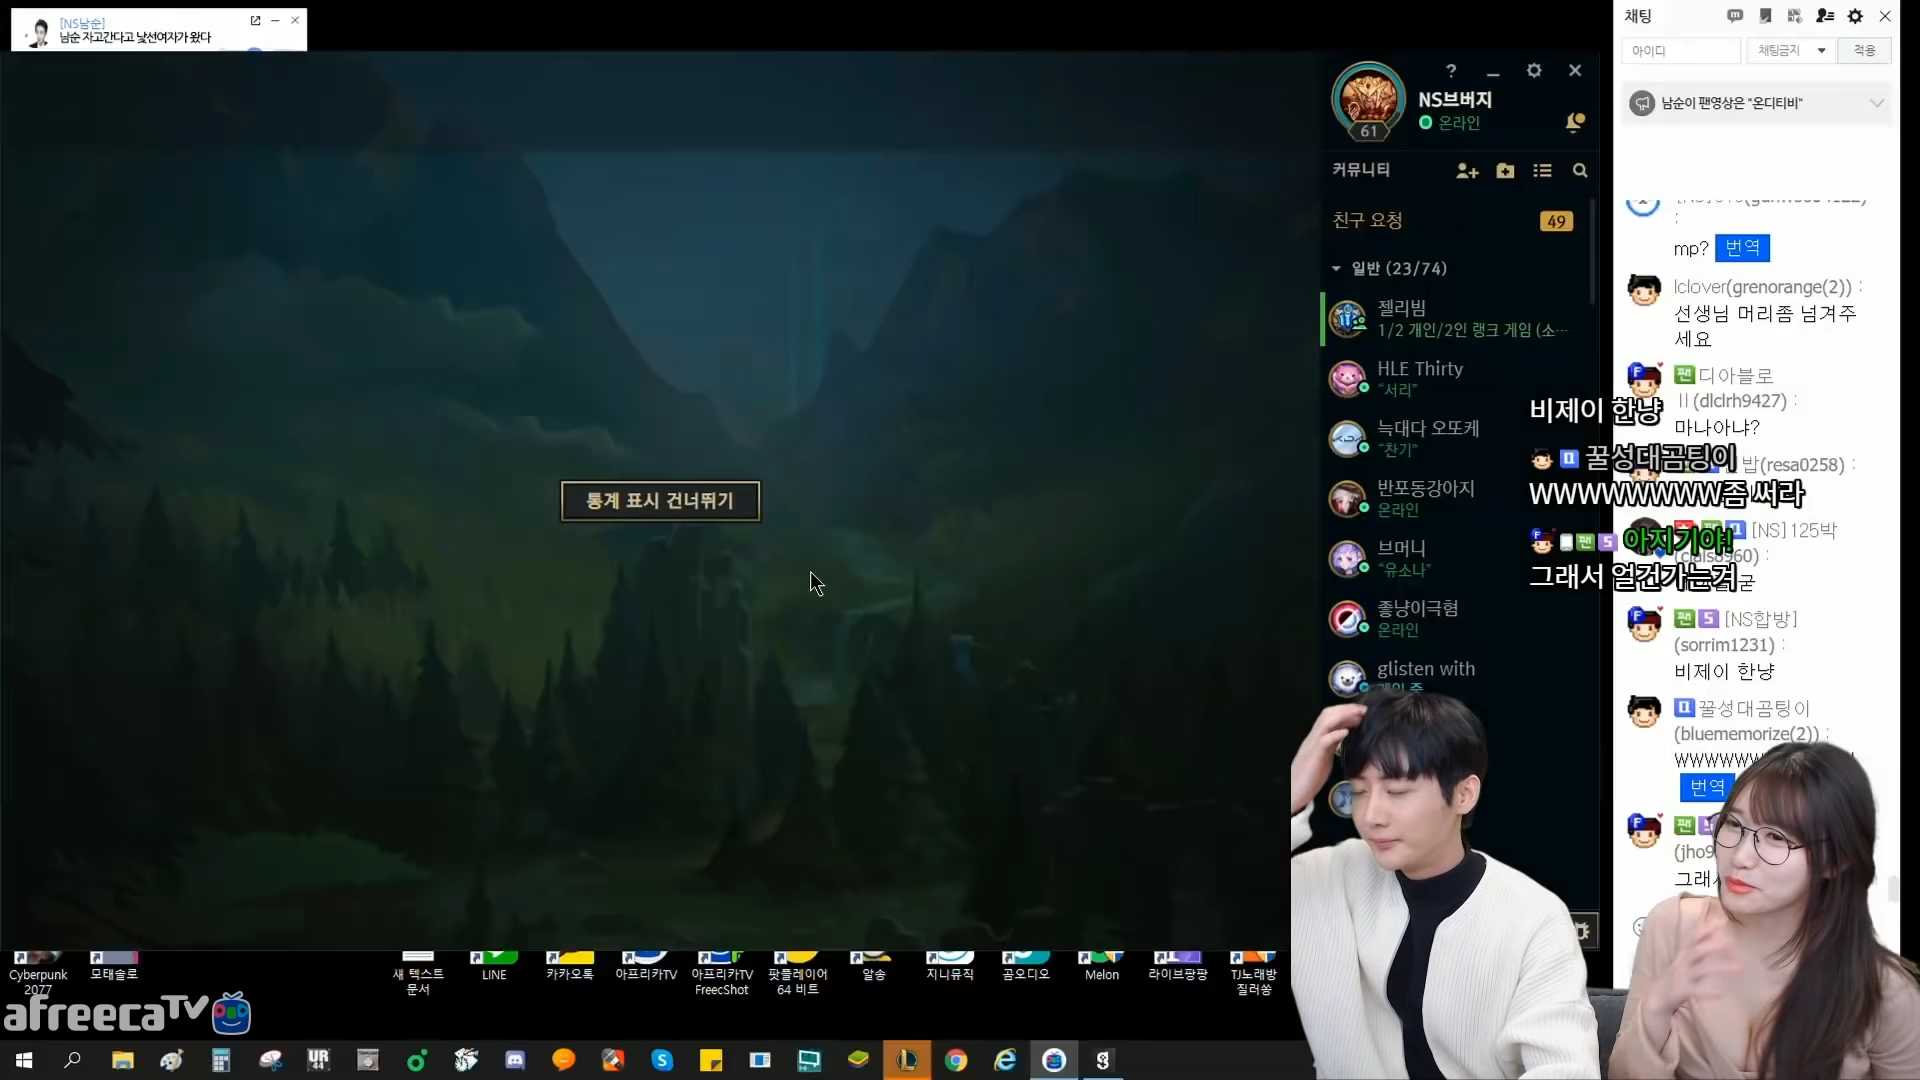 [NS남순]
남순 자고간다고 낯선여자가 왔다
통계 표시 건너뛰기
NS브버지
온라인
61
커뮤니티
친구 요청
49
일반 (23/74)
젤리빔
1/2 개인/2인 랭크 게임 (소···
HLE Thirty
“서리”
늑대다 오또케
“찬기”
반포동강아지
온라인
브머니
“유소나”
좋냥이극혐
온라인
glisten with
비제이 한냥
꿀성대곰팅이
WWWWWWWW좀 써라
아지기야!
그래서 얼건가는겨
채팅
아이디
채팅금지
적용
남순이 팬영상은 "온디티비"
mp? 번역
lclover(grenorange(2)) :
선생님 머리좀 넘겨주
세요
팬 디아블로
II(dlclrh9427) :
마나아냐?
밥(resa0258) :
[NS]125박
팬 S [NS합방]
(sorrim1231) :
비제이 한냥
꿀성대곰팅이
(bluememorize(2)) :
번역
그래서
Cyberpunk
2077
모태솔로
새 텍스트
문서
LINE
카카오톡
아프리카TV
아프리카TV
FreecShot
팟플레이어
64 비트
알송
지니뮤직
곰오디오
Melon
라이브팡팡
TJ노래방
질러쏭
afreecaTV
UR
44